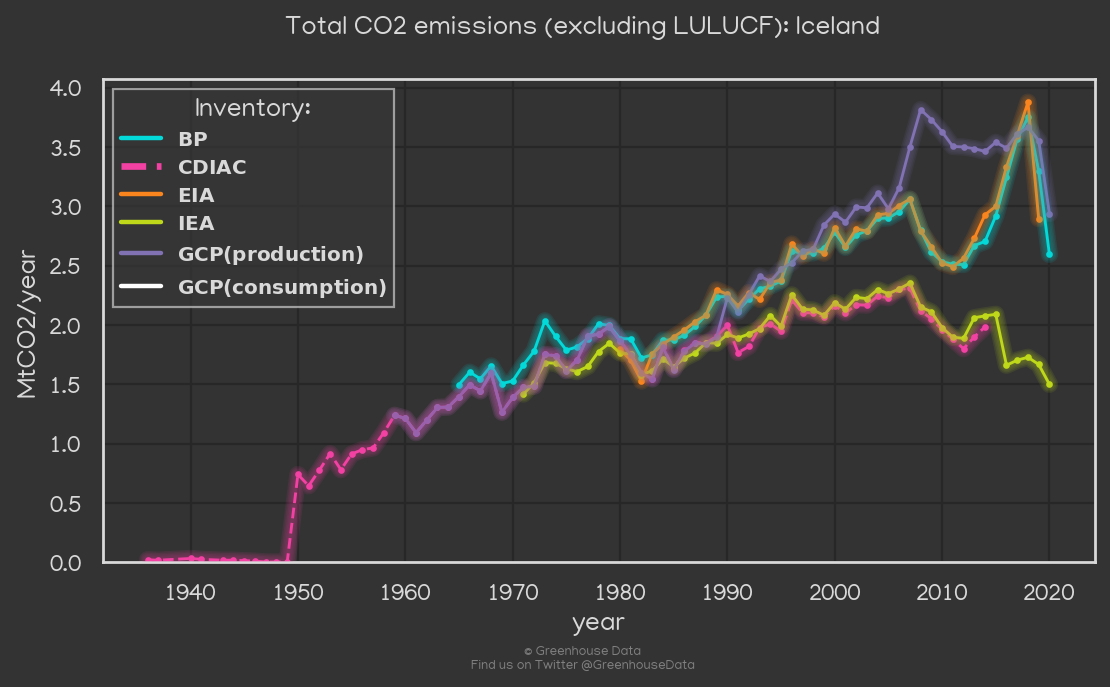 Total CO2 emissions (excluding LULUCF): Iceland
MtCO2/year
4.0
3.5
3.0
2.5
2.0
1.5
1.0
0.5
0.0
Inventory:
BP
CDIAC
EIA
IEA
GCP(production)
GCP(consumption)
1940 1950 1960 1970 1980 1990 2000 2010 2020
year
© Greenhouse Data
Find us on Twitter @GreenhouseData